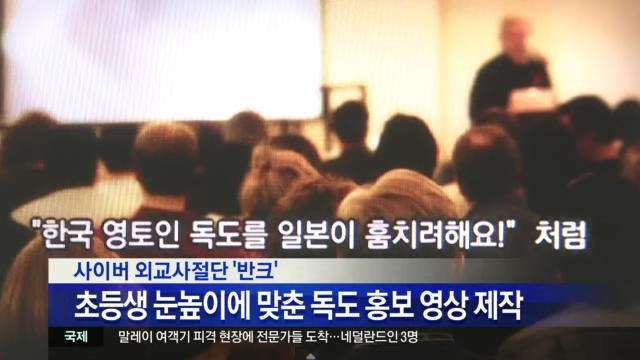 "한국 영토인 독도를 일본이 훔치려해요!" 처럼
사이버 외교사절단 '반크'
초등생 눈높이에 맞춘 독도 홍보 영상 제작
국제 말레이 여객기 피격 현장에 전문가들 도착…네덜란드인 3명